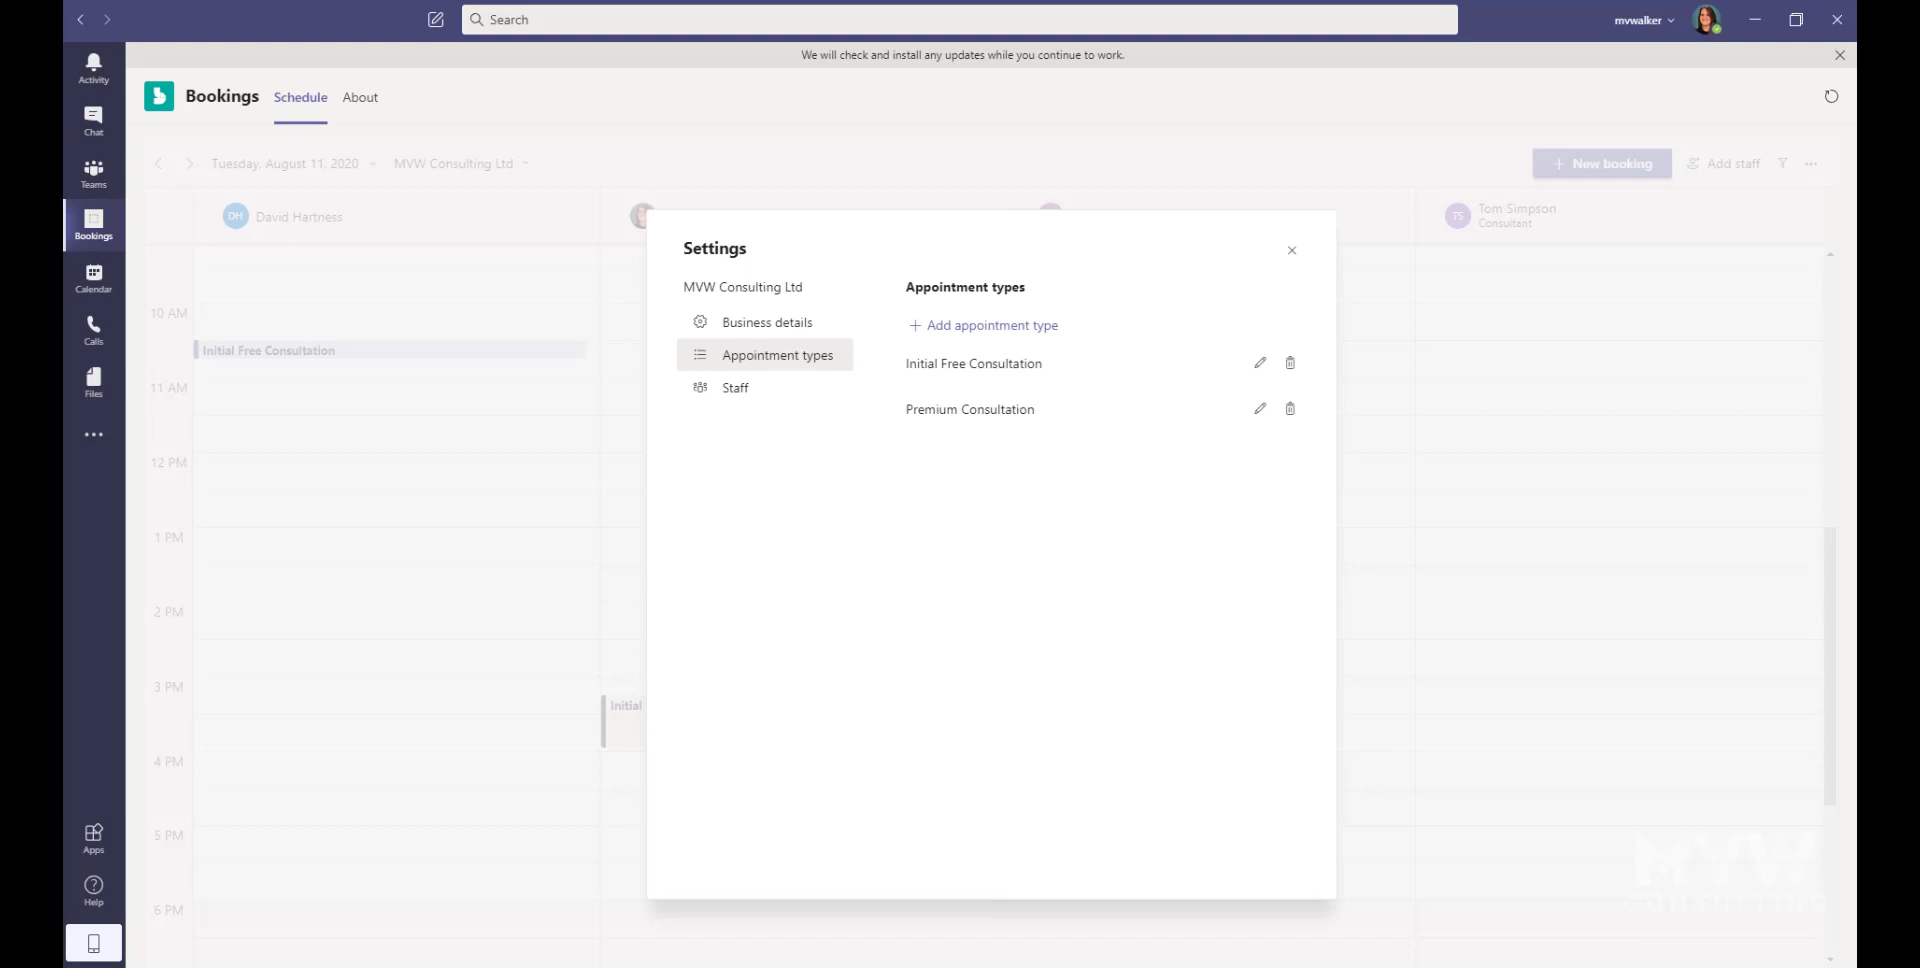 Search
mvwalker
We will check and install any updates while you continue to work.
Activity
Chat
Teams
Bookings
Calendar
Calls
Files
Apps
Help
Bookings
Schedule
About
Tuesday, August 11, 2020
MVW Consulting Ltd
New booking
Add staff
DH
David Hartness
TS
Tom Simpson
Consultant
10 AM
Initial Free Consultation
11 AM
12 PM
1 PM
2 PM
3 PM
Initial
4 PM
5 PM
6 PM
Settings
MVW Consulting Ltd
Business details
Appointment types
Staff
Appointment types
Add appointment type
Initial Free Consultation
Premium Consultation
MVW
CONSULTING